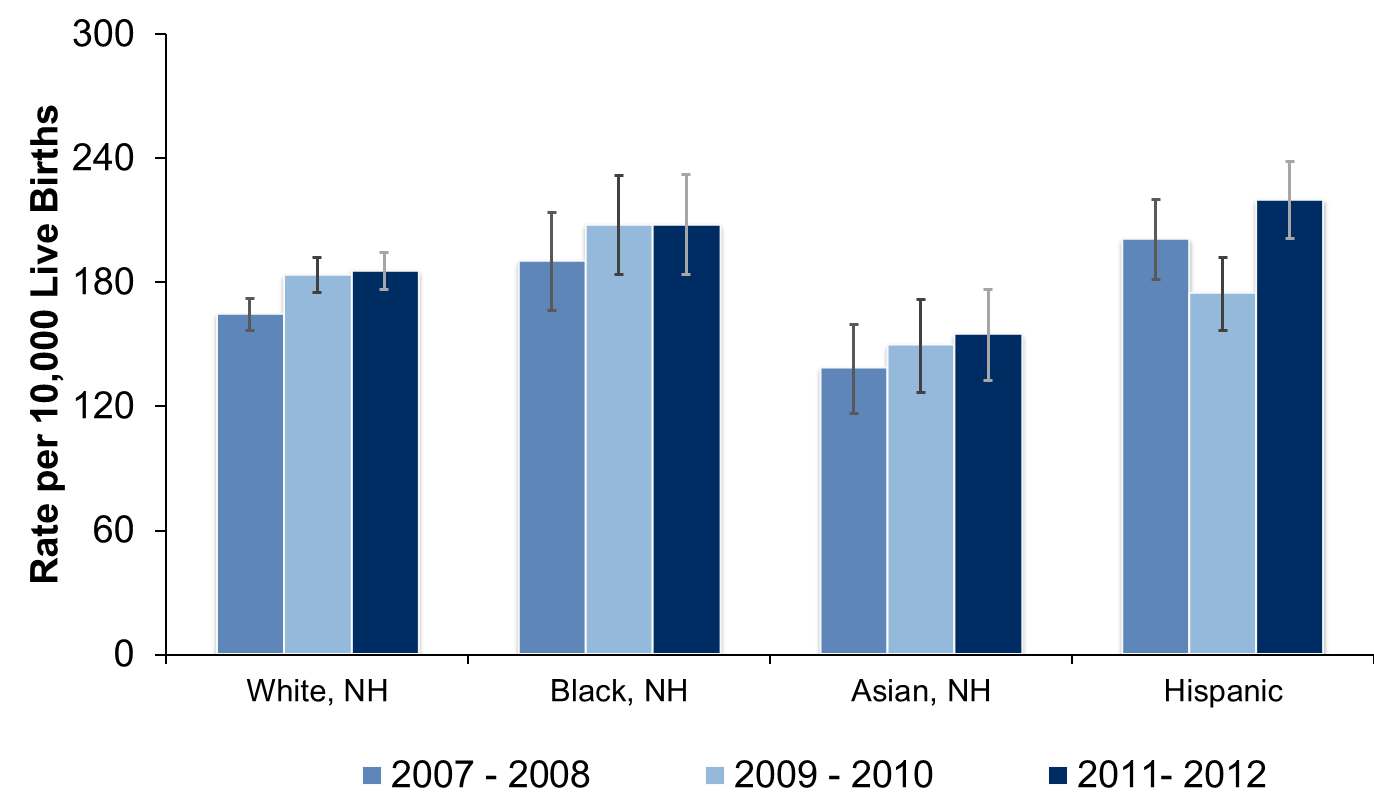 Rate per 10,000 Live Births
300
240
180
120
60
0
White, NH
Black, NH
Asian, NH
Hispanic
2007 - 2008
2009 - 2010
2011- 2012